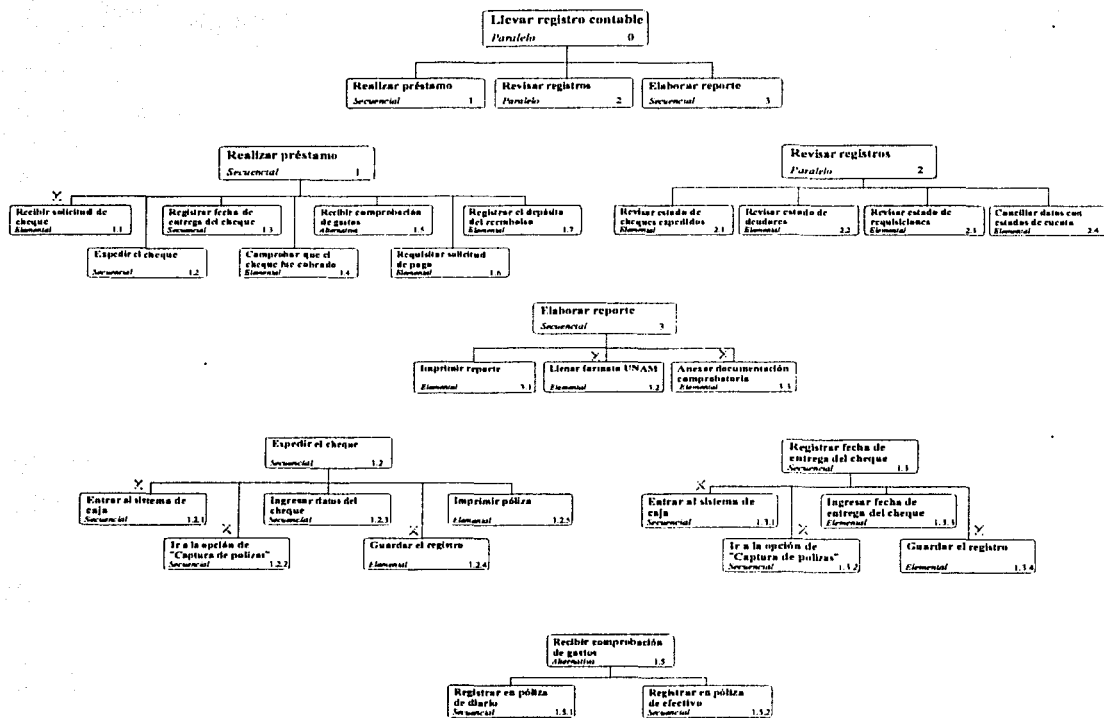 Llevar registro contable
Paralelo 0
Realizar préstamo
Secuencial 1
Revisar registros
Paralelo 2
Elaborar reporte
Secuencial 3
Realizar préstamo
Secuencial 1
Recibir solicitud de
cheque
Elemental 1.1
Registrar fecha de
entrega del cheque
Secuencial 1.3
Recibir comprobación
de gastos
Alternativa 1.5
Registrar el depósito
del reembolso
Elemental 1.7
Expedir el cheque
Secuencial 1.2
Comprobar que el
cheque fue cobrado
Elemental 1.4
Requisitar solicitud
de pago
Elemental 1.6
Revisar registros
Paralelo 2
Revisar estado de
cheques expedidos
Elemental 2.1
Revisar estado de
deudores
Elemental 2.2
Revisar estado de
requisiciones
Elemental 2.3
Conciliar datos con
estados de cuenta
Elemental 2.4
Elaborar reporte
Secuencial 3
Imprimir reporte
Elemental 3.1
Llenar formato UNAM
Elemental 3.2
Anexar documentación
comprobatoria
Elemental 3.3
Expedir el cheque
Secuencial 1.2
Entrar al sistema de
caja
Secuencial 1.2.1
Ingresar datos del
cheque
Secuencial 1.2.3
Imprimir póliza
Elemental 1.2.5
Ir a la opción de
"Captura de polizas"
Secuencial 1.2.2
Guardar el registro
Elemental 1.2.4
Registrar fecha de
entrega del cheque
Secuencial 1.3
Entrar al sistema de
caja
Secuencial 1.3.1
Ingresar fecha de
entrega del cheque
Elemental 1.3.3
Ir a la opción de
"Captura de polizas"
Secuencial 1.3.2
Guardar el registro
Elemental 1.3.4
Recibir comprobación
de gastos
Alternativa 1.5
Registrar en póliza
de diario
Secuencial 1.5.1
Registrar en póliza
de efectivo
Secuencial 1.5.2